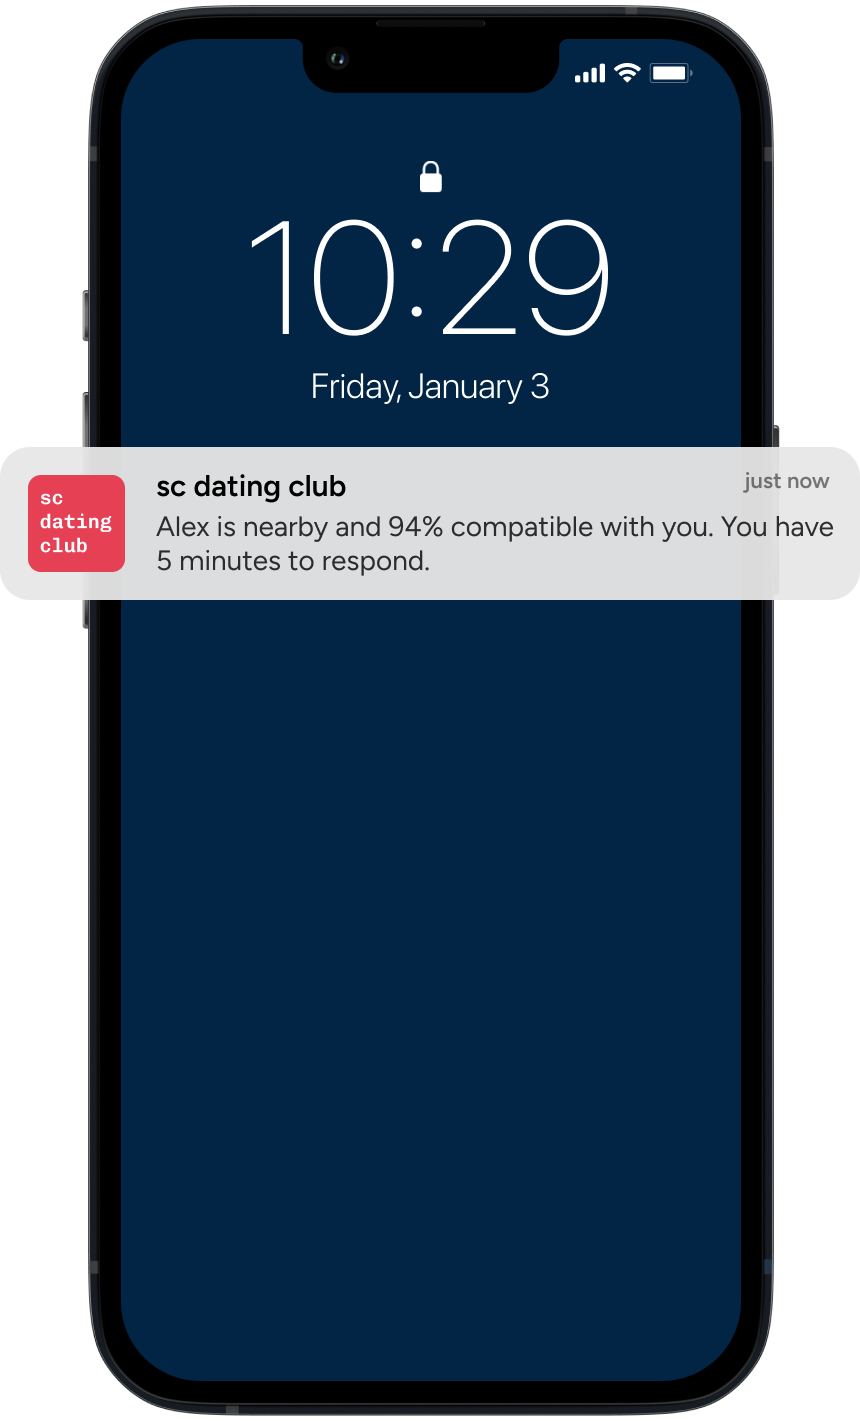 10:29
Friday, January 3
sc dating club
just now
sc
dating
club
Alex is nearby and 94% compatible with you. You have
5 minutes to respond.